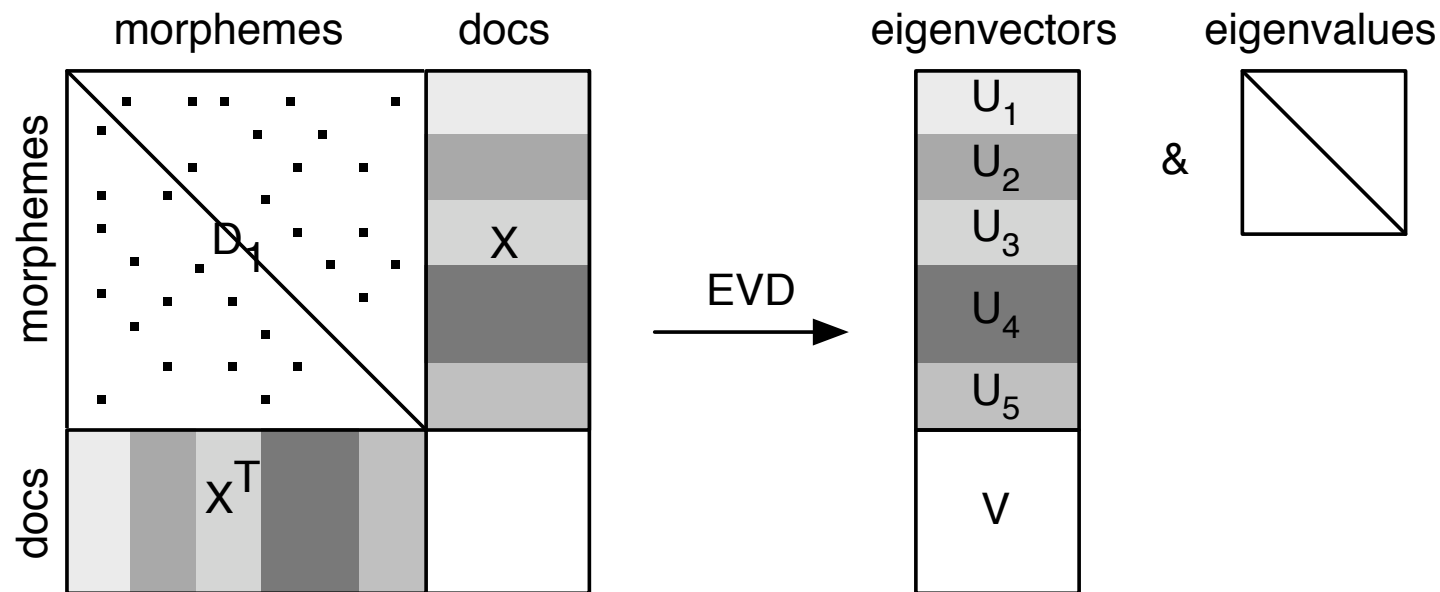 morphemes docs eigenvectors eigenvalues
morphemes
D₁
X
EVD
U₁
U₂
U₃
U₄
U₅
&
docs
Xᵀ
V